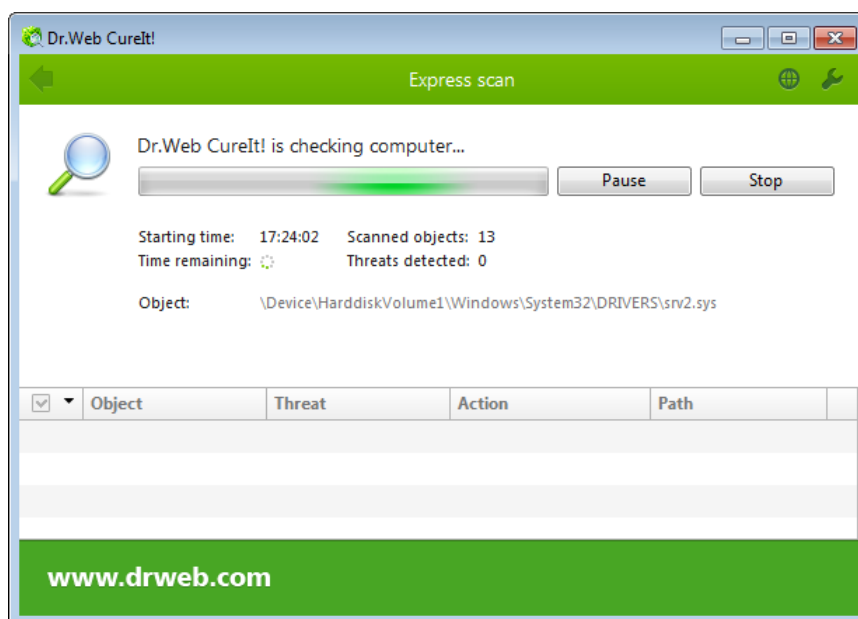 Dr.Web CureIt!
Express scan
Dr.Web CureIt! is checking computer...
Pause
Stop
Starting time: 17:24:02 Scanned objects: 13
Time remaining: Threats detected: 0
Object: \Device\HarddiskVolume1\Windows\System32\DRIVERS\srv2.sys
Object Threat Action Path
www.drweb.com